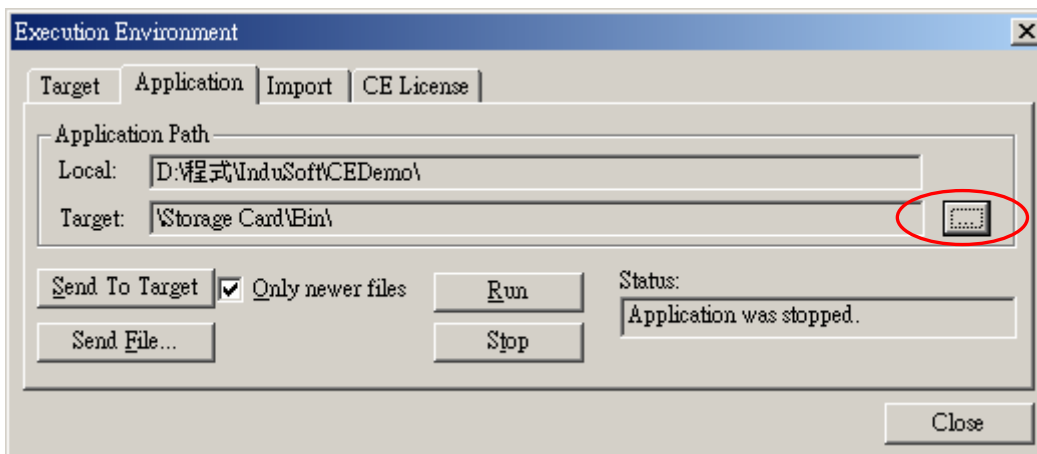 Execution Environment
Target Application Import CE License
Application Path
Local: D:\程式\InduSoft\CEDemo\
Target: \Storage Card\Bin\ ...
Send To Target Only newer files Run Status:
Application was stopped.
Send File... Stop
Close